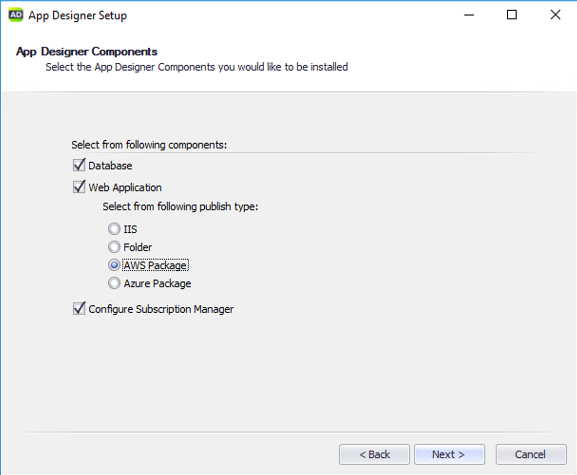 AD App Designer Setup
App Designer Components
Select the App Designer Components you would like to be installed
Select from following components:
Database
Web Application
Select from following publish type:
IIS
Folder
AWS Package
Azure Package
Configure Subscription Manager
< Back Next > Cancel